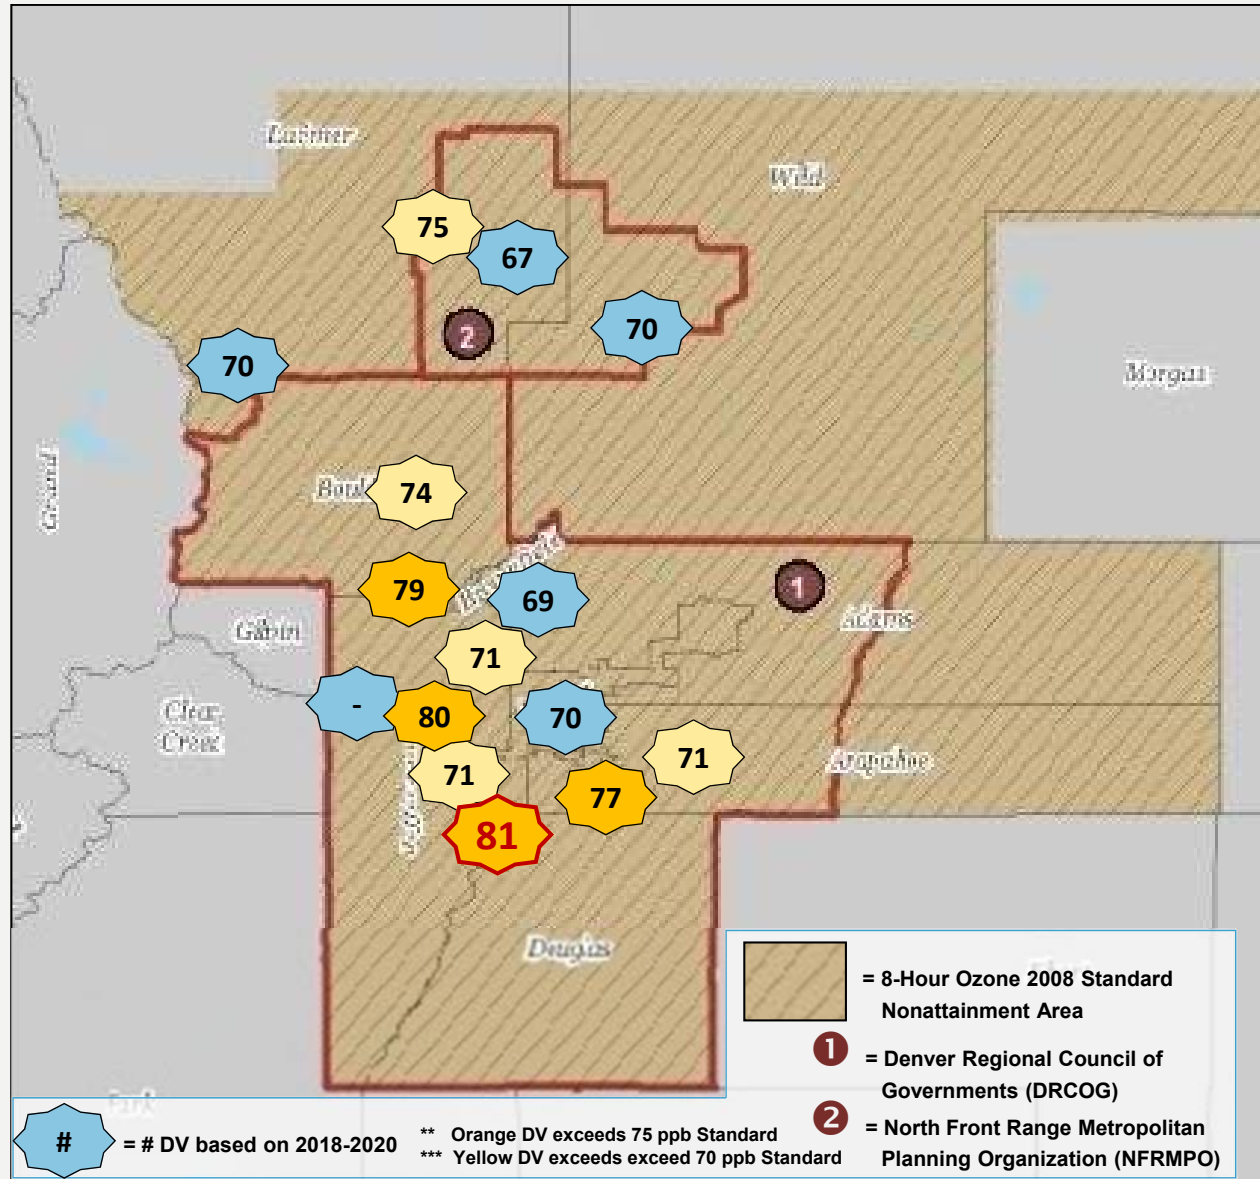 Larimer
Weld
75
67
2
70
70
Morgan
Grand
Boul
74
Broomfield
79
69
1
Gilpin
Adams
71
-
80
70
Clear
Creek
71
71
Arapahoe
77
81
Douglas
= 8-Hour Ozone 2008 Standard
Nonattainment Area
1 = Denver Regional Council of
Governments (DRCOG)
Park
2 = North Front Range Metropolitan
Planning Organization (NFRMPO)
# = # DV based on 2018-2020
** Orange DV exceeds 75 ppb Standard
*** Yellow DV exceeds exceed 70 ppb Standard